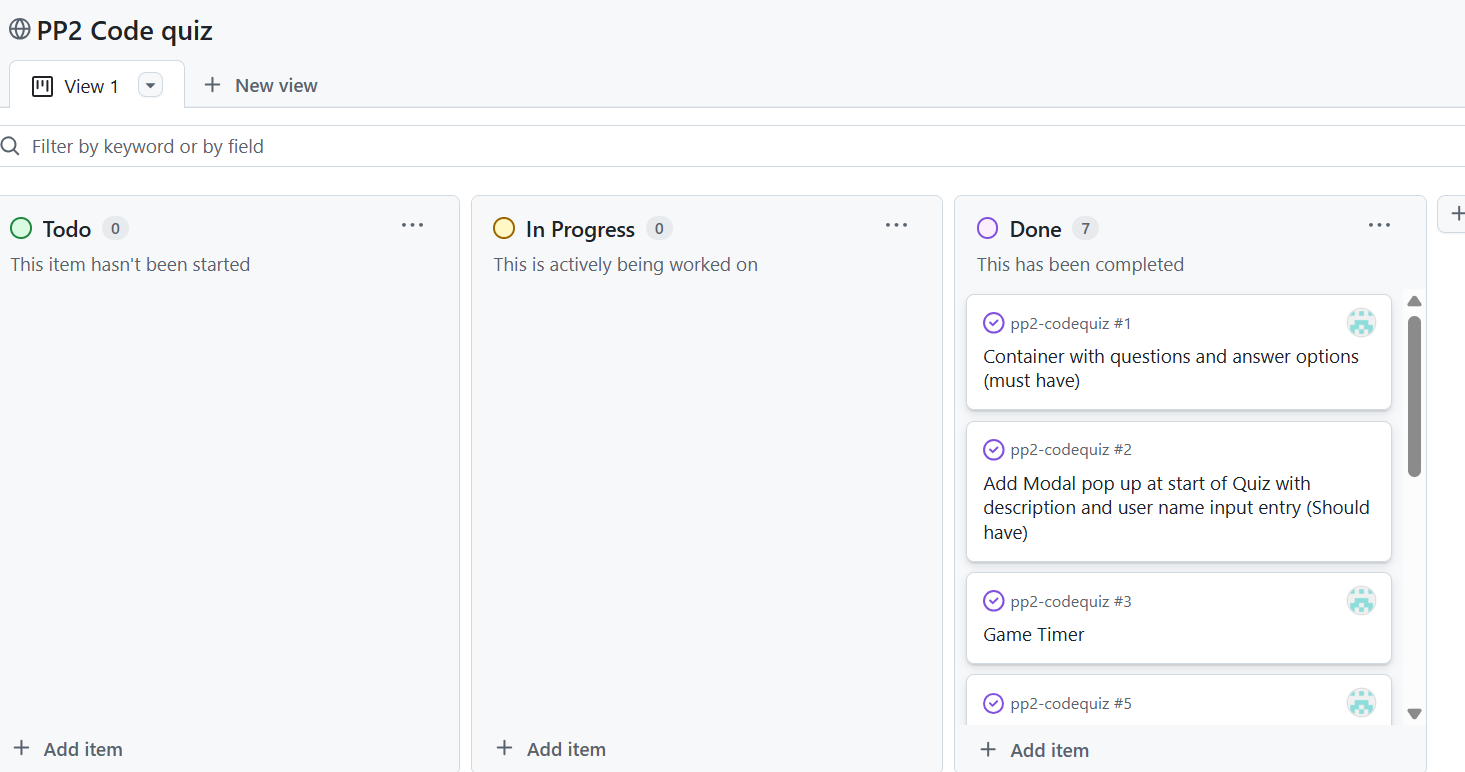 PP2 Code quiz
View 1
New view
Filter by keyword or by field
Todo 0
This item hasn't been started
Add item
In Progress 0
This is actively being worked on
Add item
Done 7
This has been completed
pp2-codequiz #1
Container with questions and answer options
(must have)
pp2-codequiz #2
Add Modal pop up at start of Quiz with
description and user name input entry (Should
have)
pp2-codequiz #3
Game Timer
pp2-codequiz #5
Add item